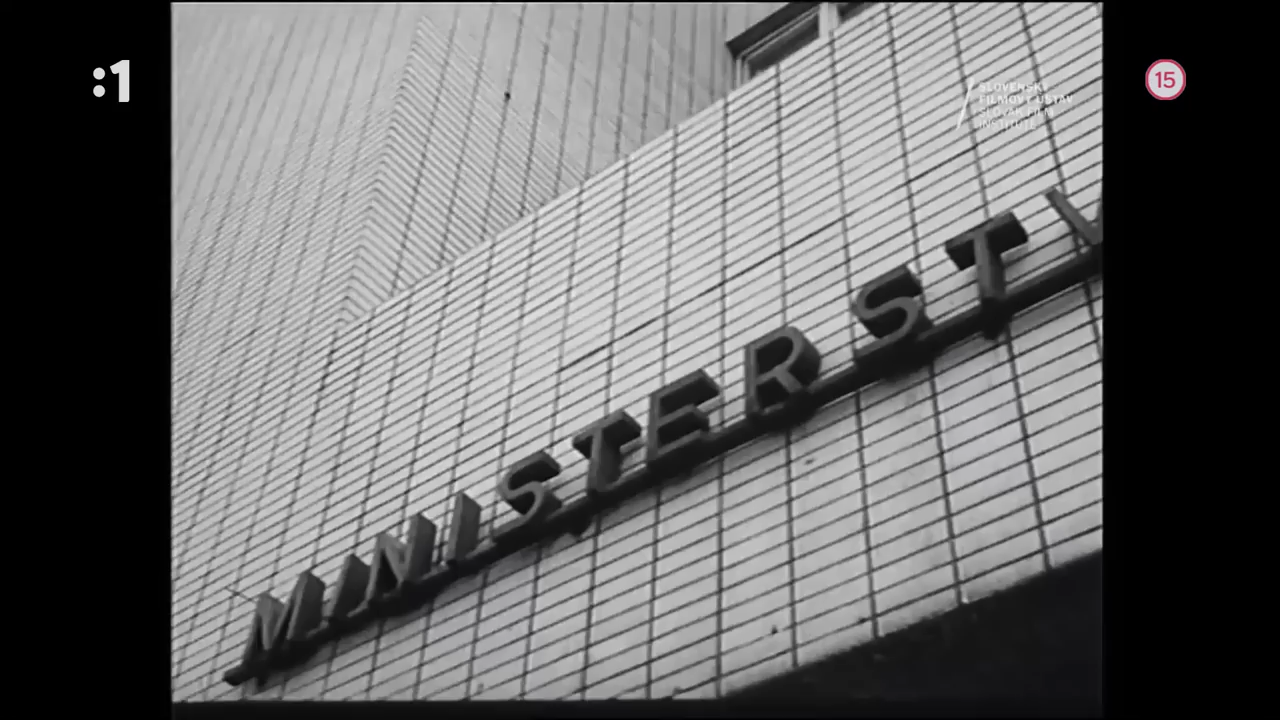 :1
15
SLOVENSKÝ
FILMOVÝ ÚSTAV
SLOVAK FILM
INSTITUTE
MINISTERSTV